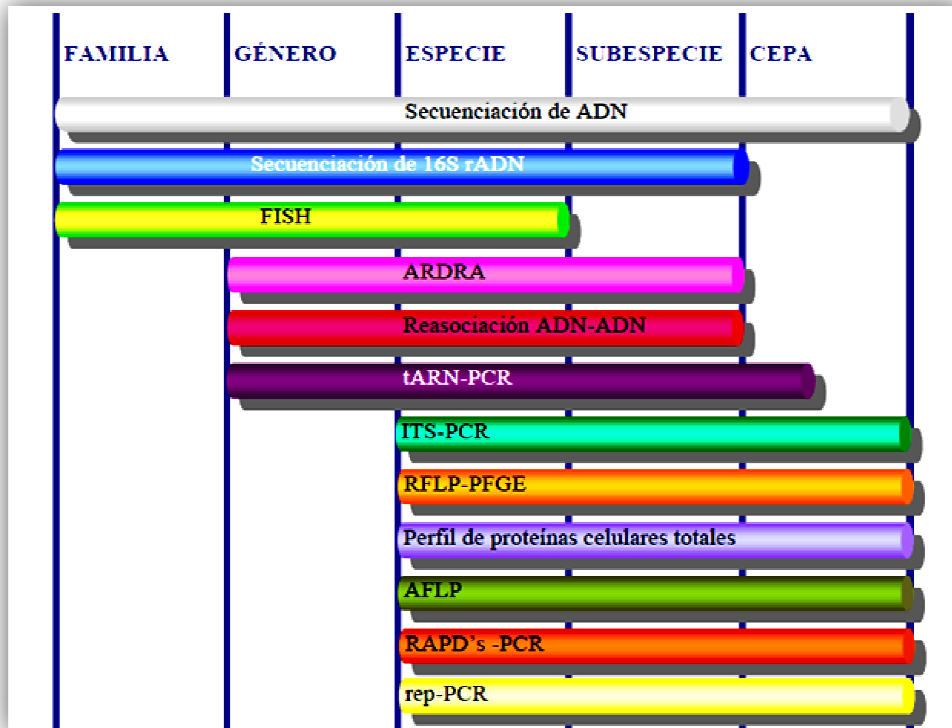 FAMILIA GÉNERO ESPECIE SUBESPECIE CEPA
Secuenciación de ADN
Secuenciación de 16S rADN
FISH
ARDRA
Reasociación ADN-ADN
tARN-PCR
ITS-PCR
RFLP-PFGE
Perfil de proteínas celulares totales
AFLP
RAPD's -PCR
rep-PCR